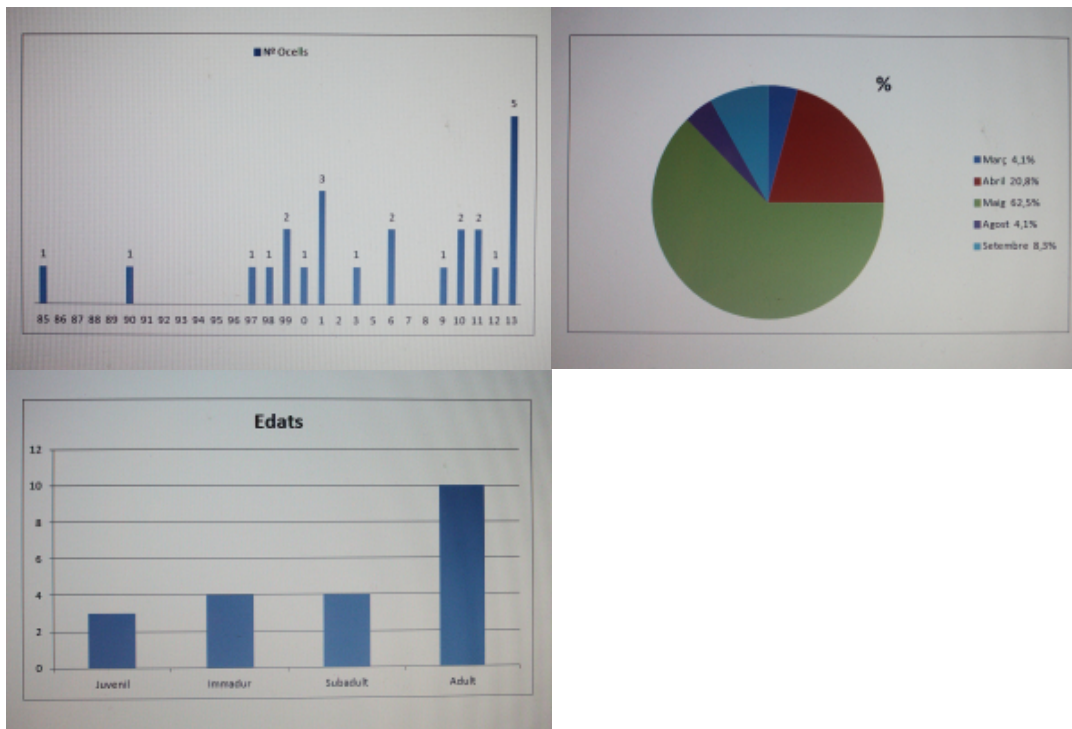 Nº Ocells
5
3
2
2
2
2
1
1
1
1
1
1
1
1
85 86 87 88 89 90 91 92 93 94 95 96 97 98 99 0 1 2 3 5 6 7 8 9 10 11 12 13
%
Març 4,1%
Abril 20,8%
Maig 62,5%
Agost 4,1%
Setembre 8,3%
Edats
12
10
8
6
4
2
0
Juvenil Immadur Subadult Adult